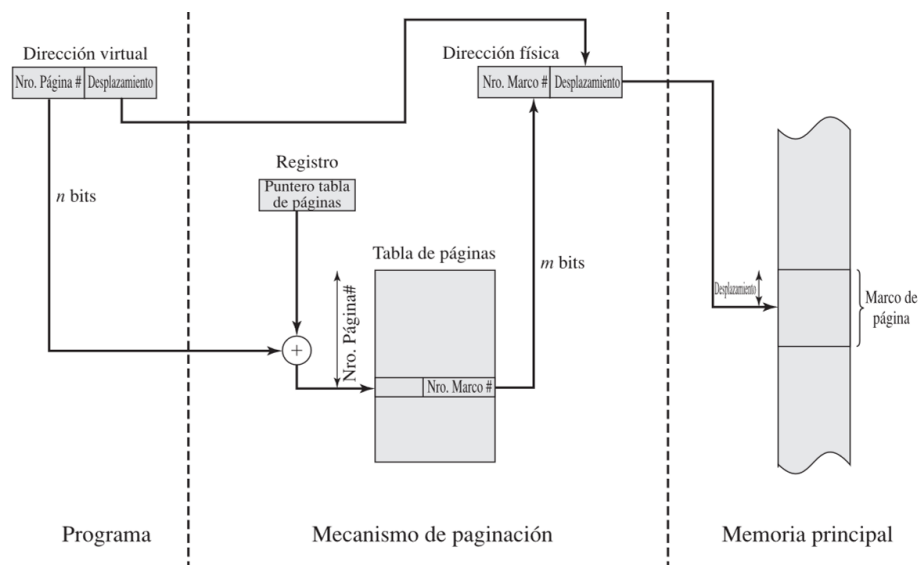 Dirección virtual
Nro. Página # Desplazamiento
Dirección física
Nro. Marco # Desplazamiento
n bits
Registro
Puntero tabla
de páginas
Tabla de páginas
m bits
Nro. Página#
Desplazamiento
Marco de
página
+
Nro. Marco #
Programa
Mecanismo de paginación
Memoria principal